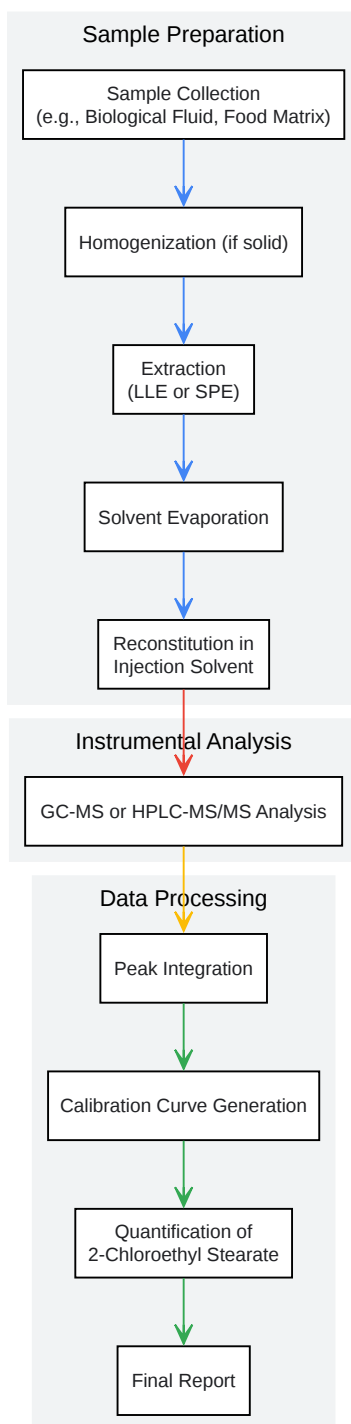 Sample Preparation
Sample Collection
(e.g., Biological Fluid, Food Matrix)
Homogenization (if solid)
Extraction
(LLE or SPE)
Solvent Evaporation
Reconstitution in
Injection Solvent
Instrumental Analysis
GC-MS or HPLC-MS/MS Analysis
Data Processing
Peak Integration
Calibration Curve Generation
Quantification of
2-Chloroethyl Stearate
Final Report